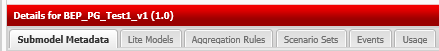 Details for BEP_PG_Test1_v1 (1.0)
Submodel Metadata Lite Models Aggregation Rules Scenario Sets Events Usage